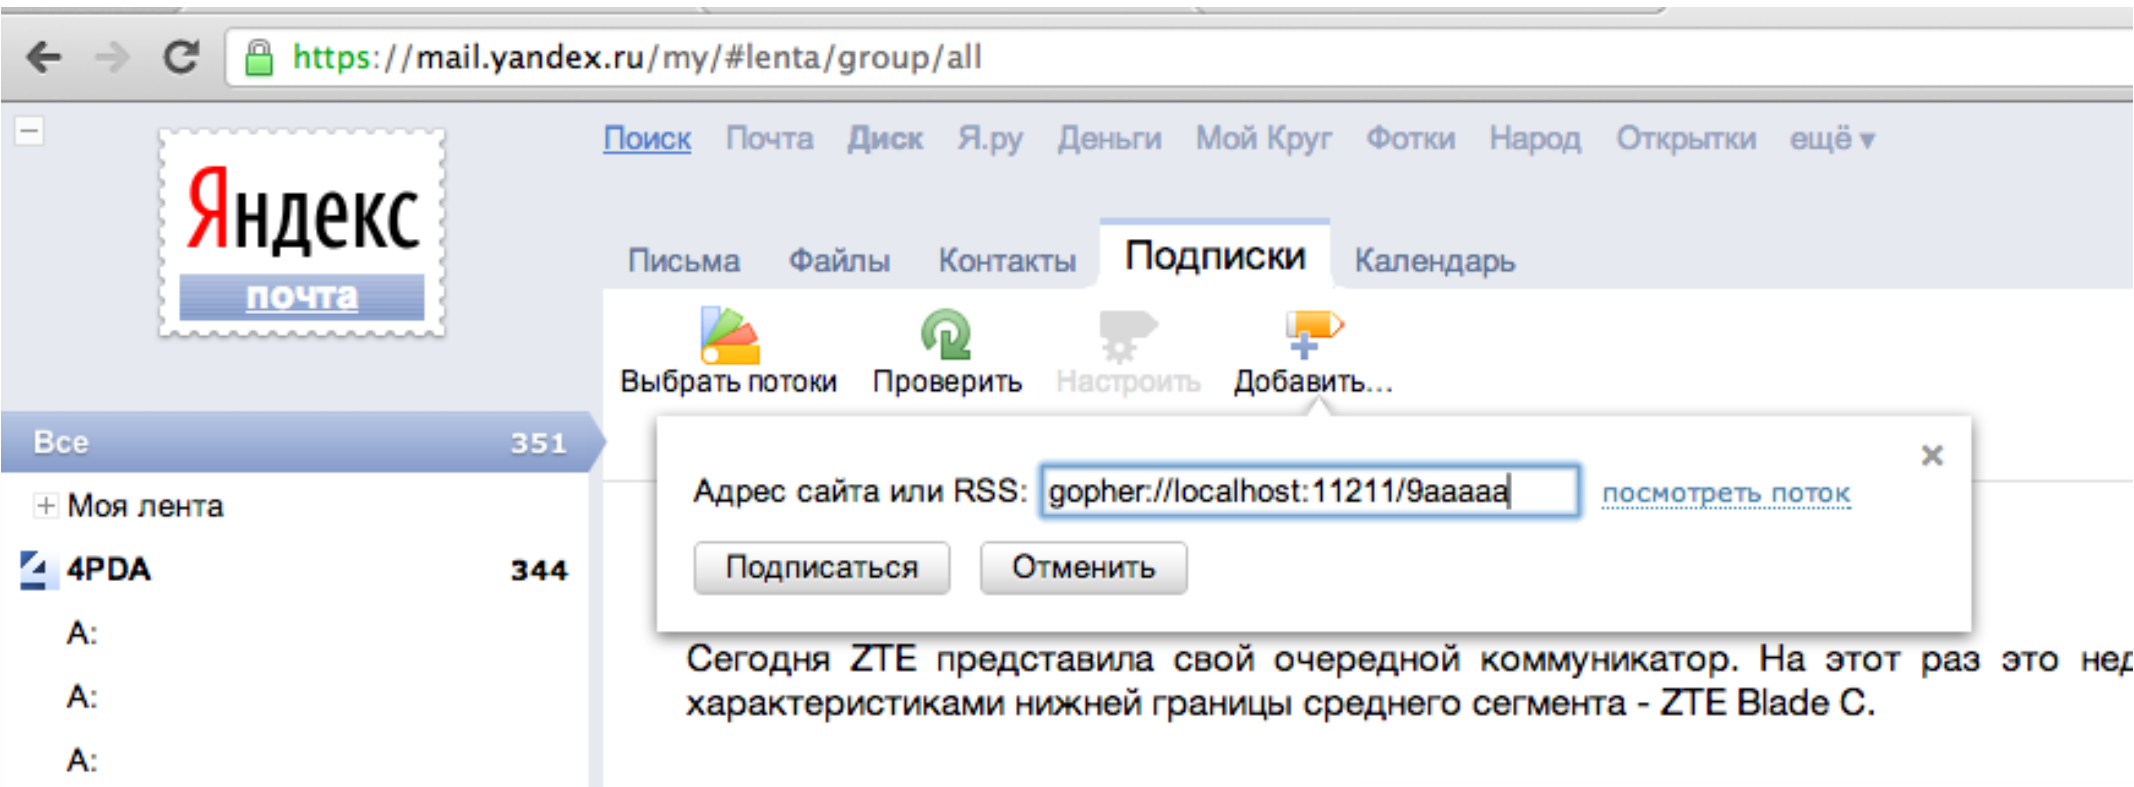 https://mail.yandex.ru/my/#lenta/group/all
Поиск Почта Диск Я.ру Деньги Мой Круг Фотки Народ Открытки ещё
Яндекс
почта
Письма Файлы Контакты Подписки Календарь
Выбрать потоки Проверить Настроить Добавить...
Все 351
Адрес сайта или RSS: gopher://localhost:11211/9aaaaa посмотреть поток
Моя лента
Подписаться Отменить
4PDA 344
A:
Сегодня ZTE представила свой очередной коммуникатор. На этот раз это нед
A:
характеристиками нижней границы среднего сегмента - ZTE Blade C.
A: